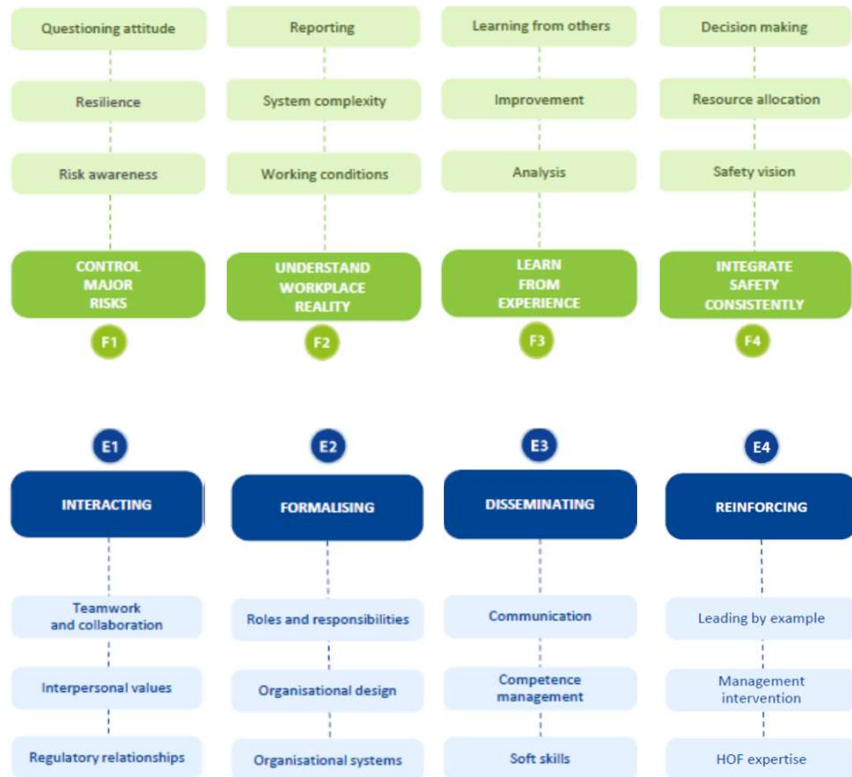 Questioning attitude
Reporting
Learning from others
Decision making
Resilience
System complexity
Improvement
Resource allocation
Risk awareness
Working conditions
Analysis
Safety vision
CONTROL
MAJOR
RISKS
UNDERSTAND
WORKPLACE
REALITY
LEARN
FROM
EXPERIENCE
INTEGRATE
SAFETY
CONSISTENTLY
F1
F2
F3
F4
E1
E2
E3
E4
INTERACTING
FORMALISING
DISSEMINATING
REINFORCING
Teamwork
and collaboration
Roles and responsibilities
Communication
Leading by example
Interpersonal values
Organisational design
Competence
management
Management
intervention
Regulatory relationships
Organisational systems
Soft skills
HOF expertise